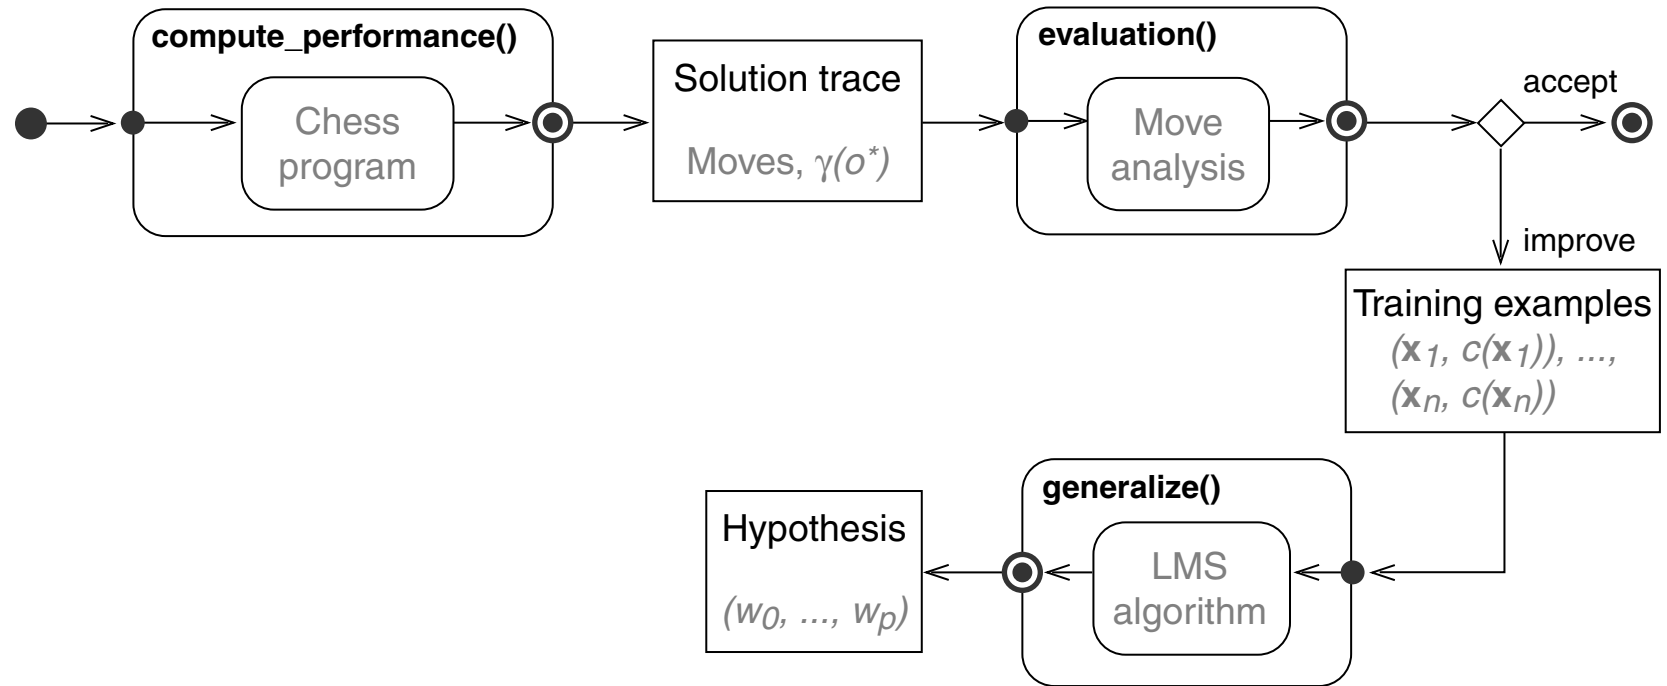 compute_performance()
Chess
program
Solution trace
Moves, γ(o*)
evaluation()
Move
analysis
accept
improve
Training examples
(x1, c(x1)), ...,
(xn, c(xn))
generalize()
LMS
algorithm
Hypothesis
(w0, ..., wp)